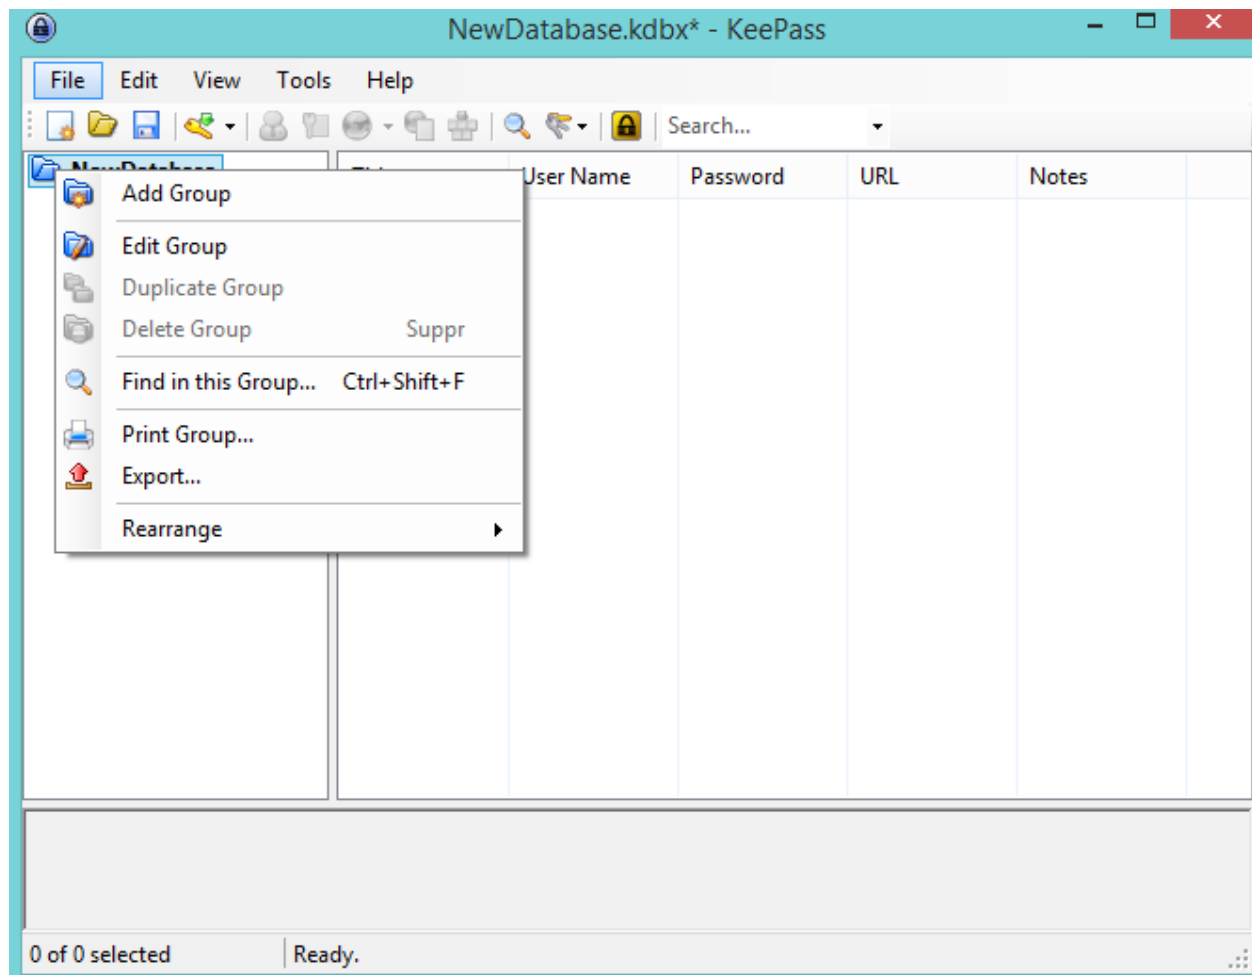 NewDatabase.kdbx* - KeePass
File Edit View Tools Help
Search...
NewDatabase
User Name Password URL Notes
Add Group
Edit Group
Duplicate Group
Delete Group Suppr
Find in this Group... Ctrl+Shift+F
Print Group...
Export...
Rearrange
0 of 0 selected Ready.